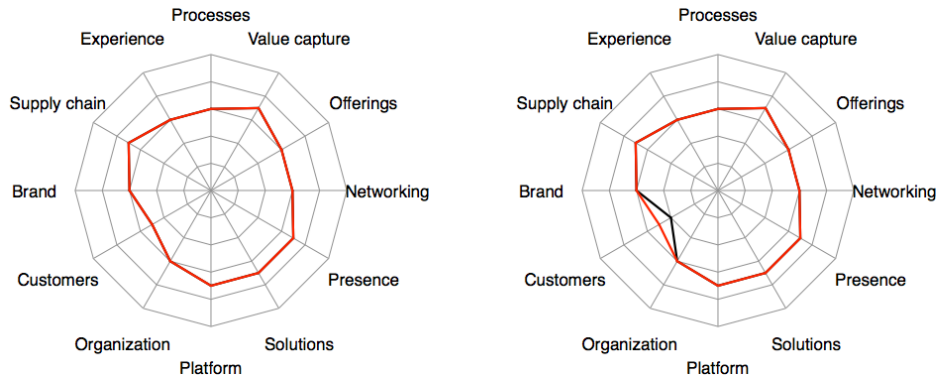 Processes
Experience
Value capture
Supply chain
Offerings
Brand
Networking
Customers
Presence
Organization
Solutions
Platform
Processes
Experience
Value capture
Supply chain
Offerings
Brand
Networking
Customers
Presence
Organization
Solutions
Platform